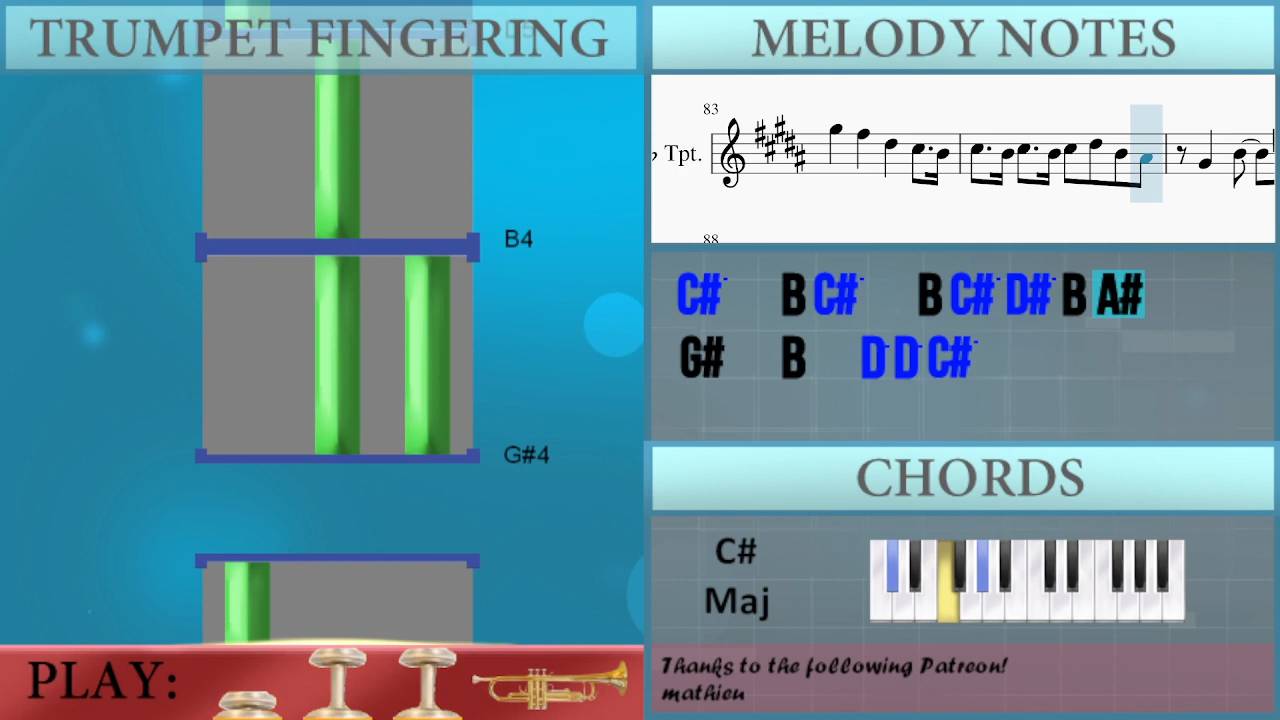 TRUMPET FINGERING
B4
G#4
PLAY:
MELODY NOTES
83
Tpt.
88
C#- B C#- B C#- D#- B A#
G# B D- D- C#-
CHORDS
C#
Maj
Thanks to the following Patreon!
mathieu